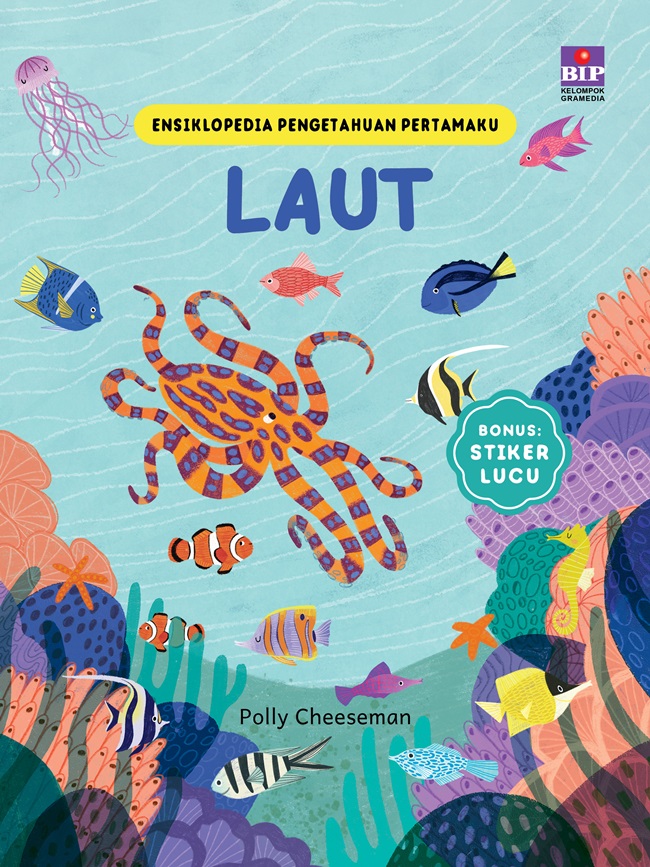 BIP
KELOMPOK
GRAMEDIA
ENSIKLOPEDIA PENGETAHUAN PERTAMAKU
LAUT
BONUS:
STIKER
LUCU
Polly Cheeseman